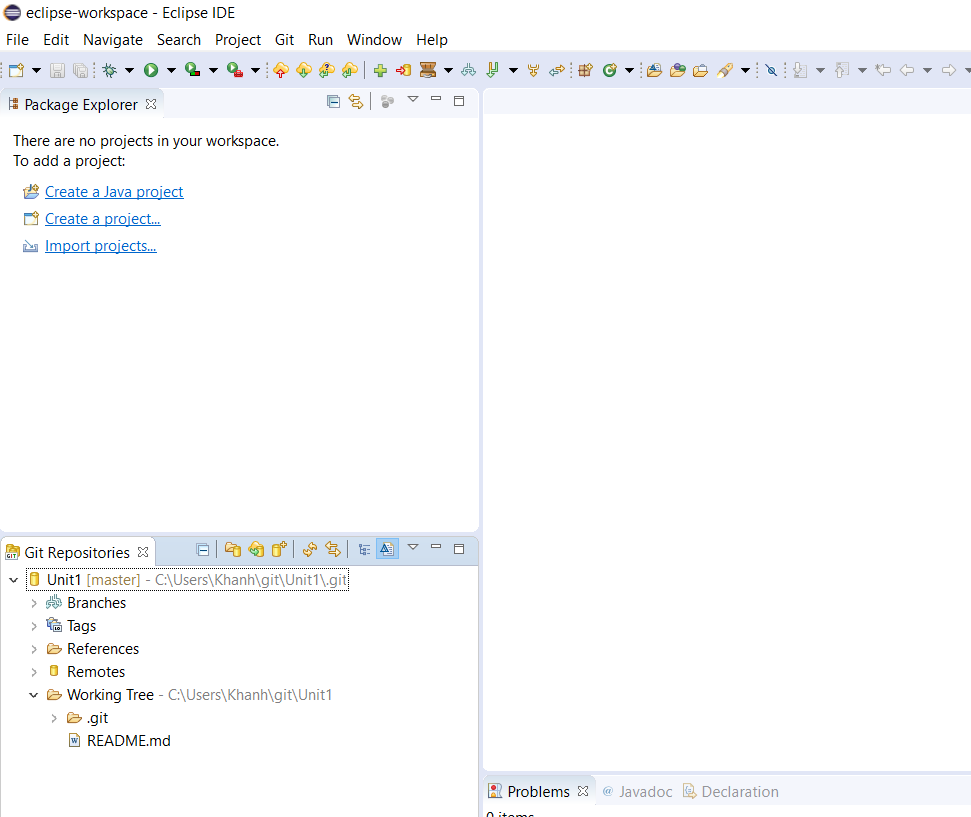 eclipse-workspace - Eclipse IDE
File Edit Navigate Search Project Git Run Window Help
Package Explorer
There are no projects in your workspace.
To add a project:
Create a Java project
Create a project...
Import projects...
Git Repositories
Unit1 [master] - C:\Users\Khanh\git\Unit1\.git
Branches
Tags
References
Remotes
Working Tree - C:\Users\Khanh\git\Unit1
.git
README.md
Problems @ Javadoc Declaration
0 items